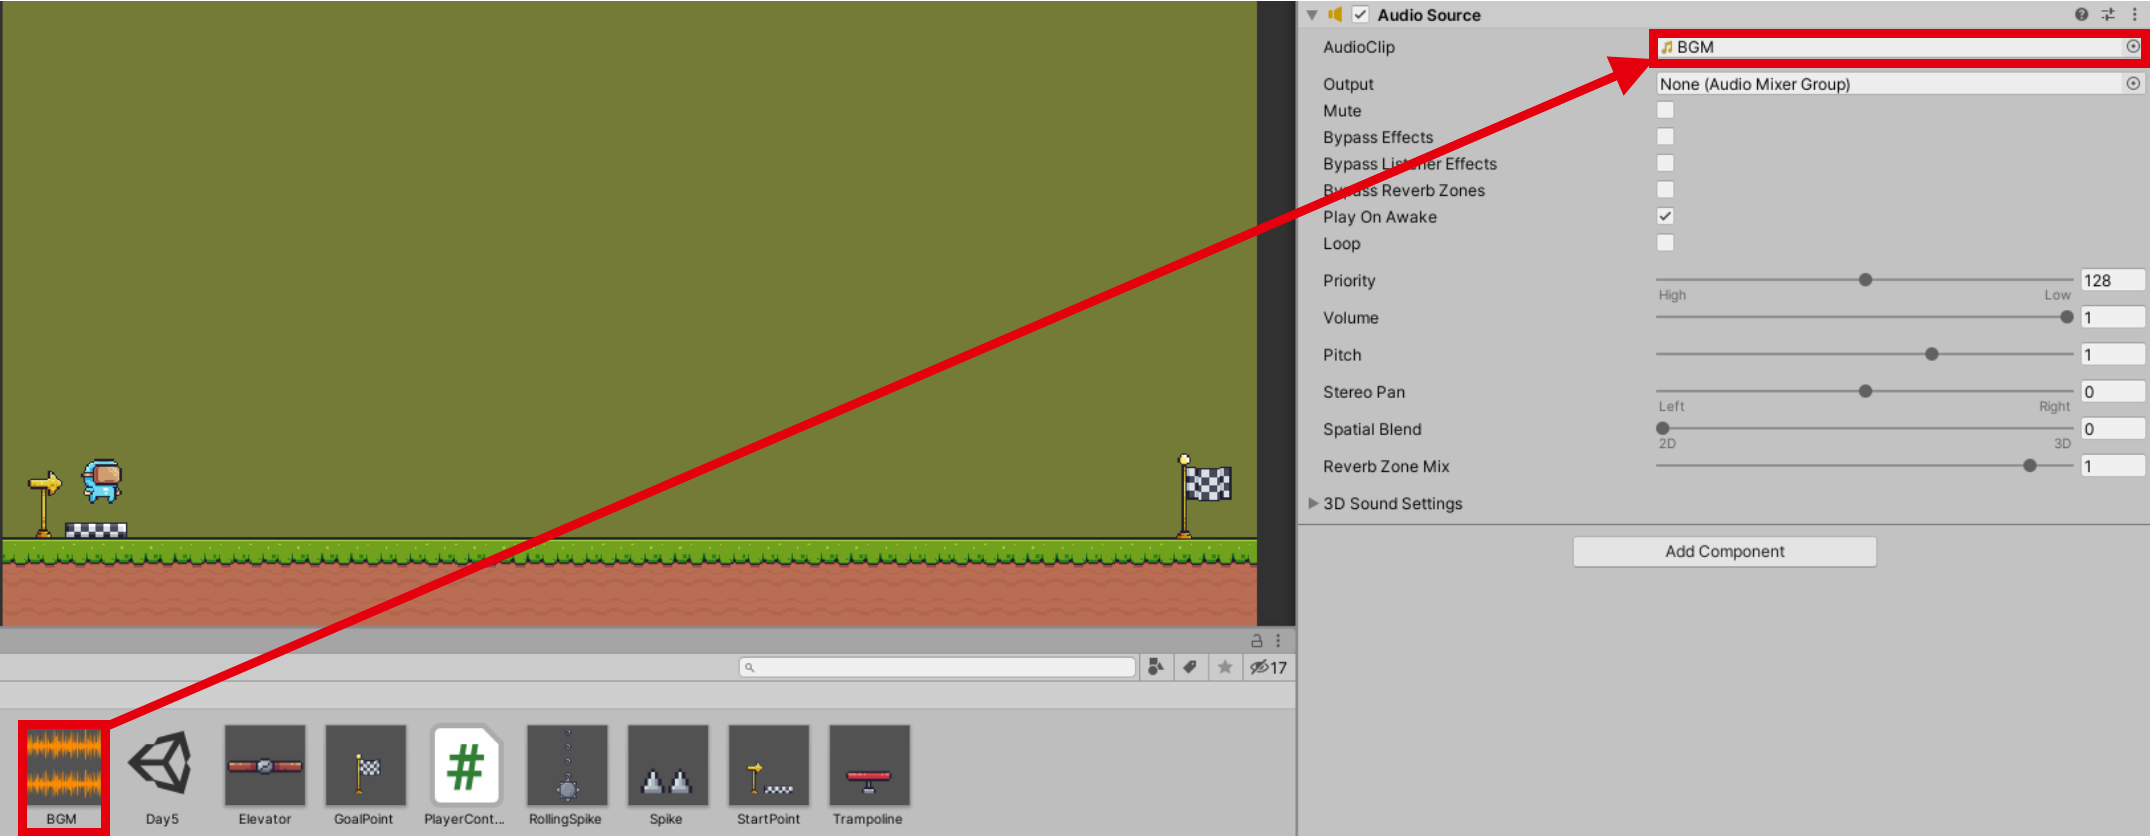 Audio Source
AudioClip
BGM
Output
None (Audio Mixer Group)
Mute
Bypass Effects
Bypass Listener Effects
Bypass Reverb Zones
Play On Awake
Loop
Priority
128
High
Low
Volume
1
Pitch
1
Stereo Pan
0
Left
Right
Spatial Blend
0
2D
3D
Reverb Zone Mix
1
3D Sound Settings
Add Component
17
#
BGM
Day5
Elevator
GoalPoint
PlayerCont...
RollingSpike
Spike
StartPoint
Trampoline